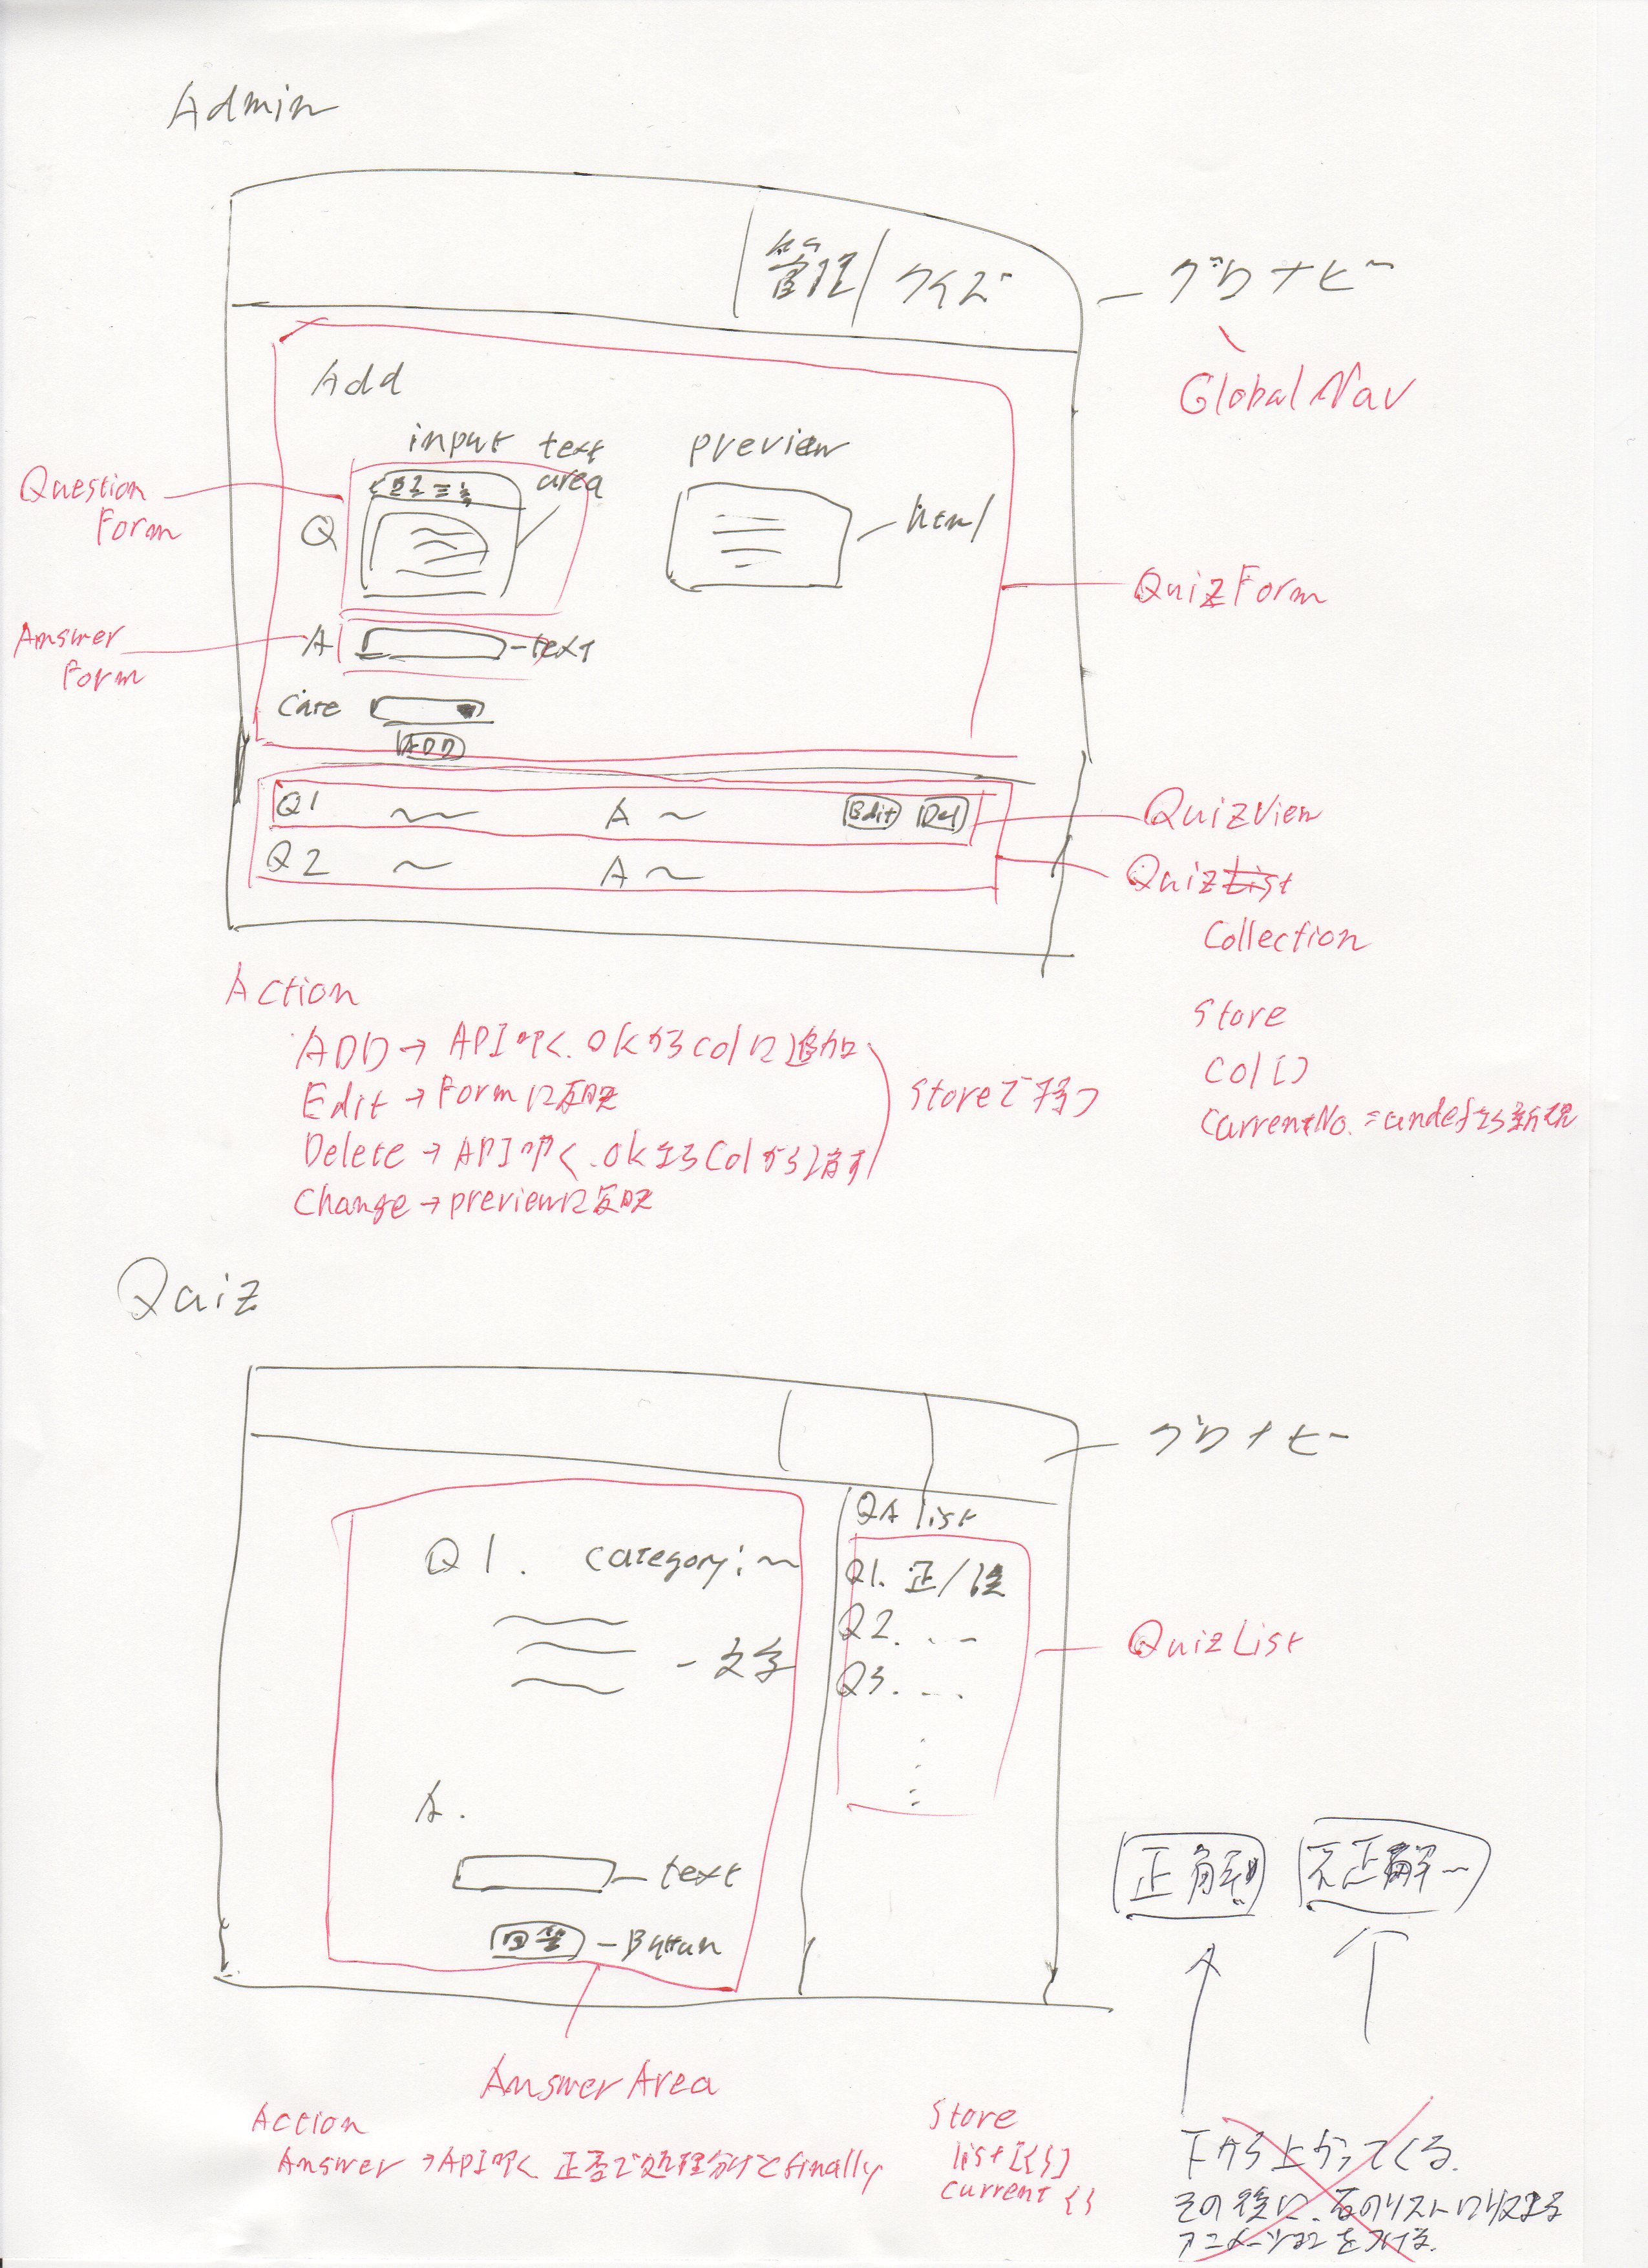 Admin
管理 クイズ
グロナビー
Global Nav
Add
input text area
preview
Question Form
Q
html
QuizForm
Answer Form
A
text
Cate
ADD
Q1 〜 A 〜 Edit Del
QuizView
Q2 〜 A 〜
QuizList
Collection
Action
ADD → API叩く.OKならcolに追加
Edit → Formに反映
Delete → API叩く.OKならColから消す
Change → previewに反映
Storeで持つ
Store
Col[]
CurrentNo. = undefなら新規
Quiz
グロナビー
QA list
Q1. category: 〜
Q1. 正/誤
文字
Q2. . . -
Q3. - . .
QuizList
A.
text
回答 - Button
正解!!
不正解〜
AnswerArea
Action
Answer → API叩く 正否で処理分けてfinally
Store
list[{}]
current {}
下から上がってくる.
その後に、右のリストに収まる
アニメーションをつける.